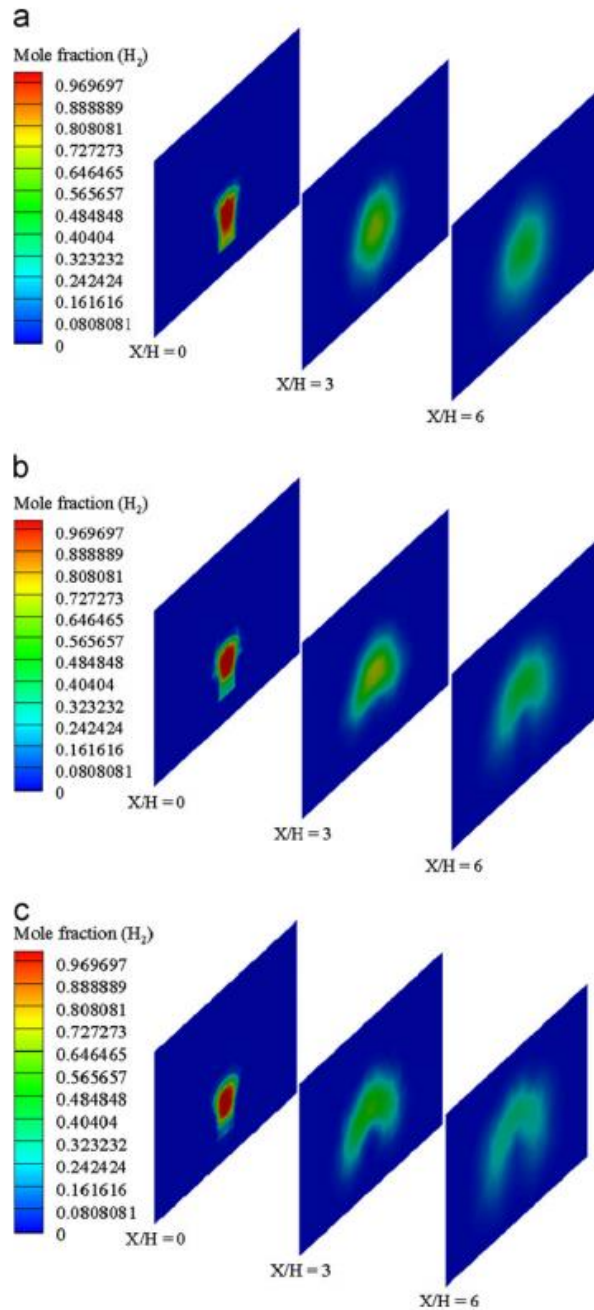 a
Mole fraction (H₂)
0.969697
0.888889
0.808081
0.727273
0.646465
0.565657
0.484848
0.40404
0.323232
0.242424
0.161616
0.0808081
0
X/H = 0
X/H = 3
X/H = 6
b
Mole fraction (H₂)
0.969697
0.888889
0.808081
0.727273
0.646465
0.565657
0.484848
0.40404
0.323232
0.242424
0.161616
0.0808081
0
X/H = 0
X/H = 3
X/H = 6
c
Mole fraction (H₂)
0.969697
0.888889
0.808081
0.727273
0.646465
0.565657
0.484848
0.40404
0.323232
0.242424
0.161616
0.0808081
0
X/H = 0
X/H = 3
X/H = 6